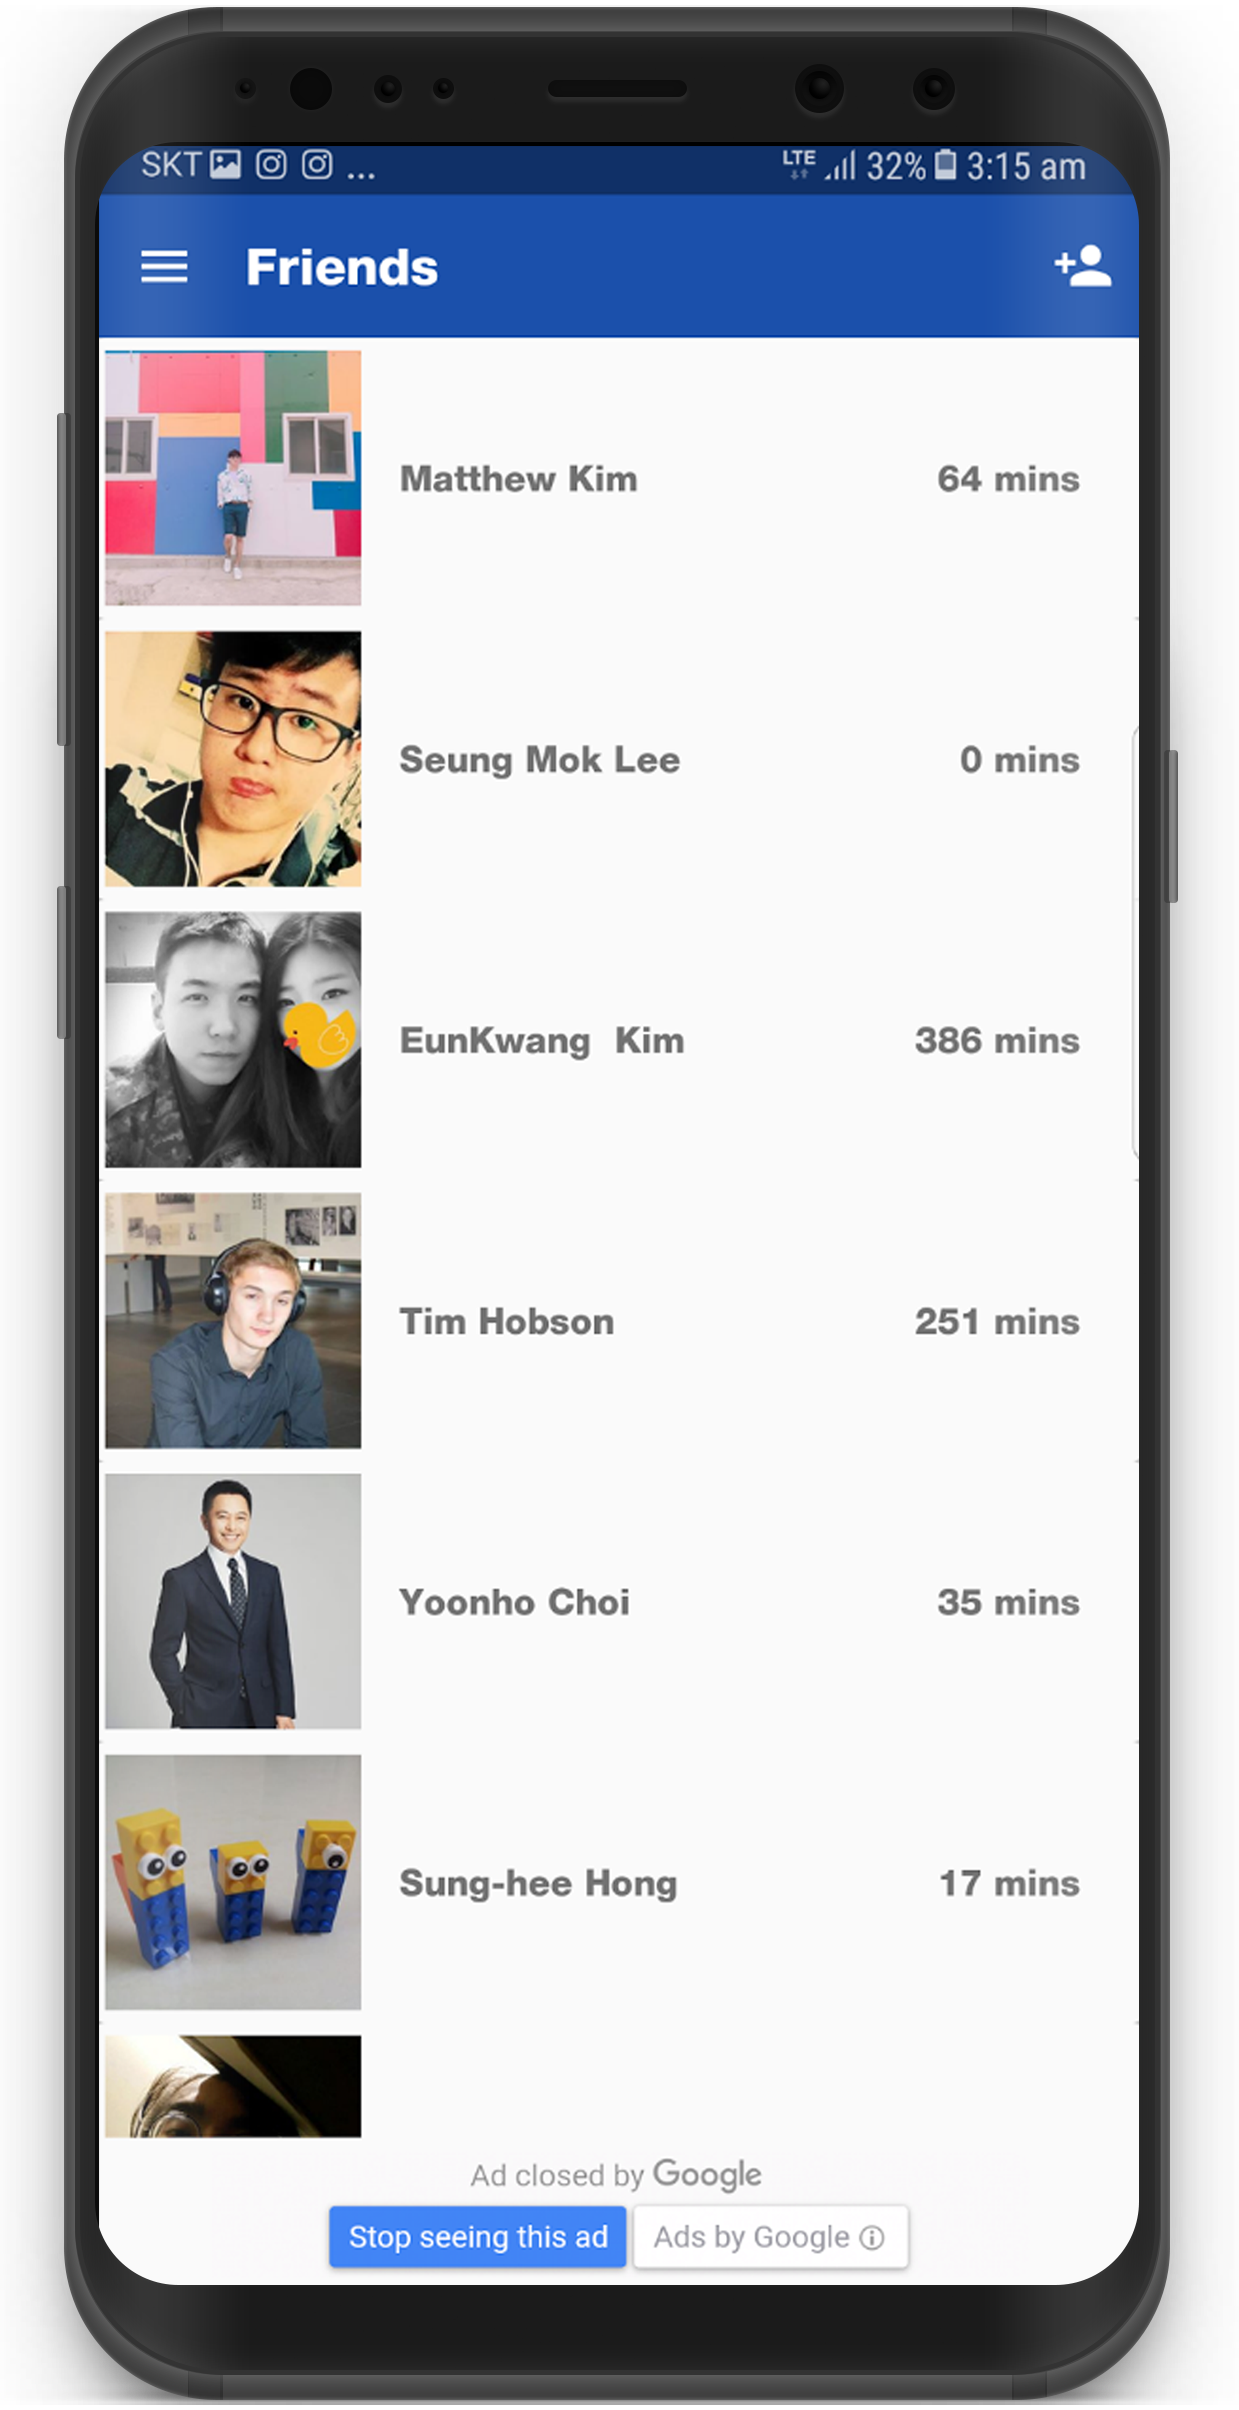 SKT ... LTE 32% 3:15 am
Friends
Matthew Kim 64 mins
Seung Mok Lee 0 mins
EunKwang  Kim 386 mins
Tim Hobson 251 mins
Yoonho Choi 35 mins
Sung-hee Hong 17 mins
Ad closed by Google
Stop seeing this ad Ads by Google